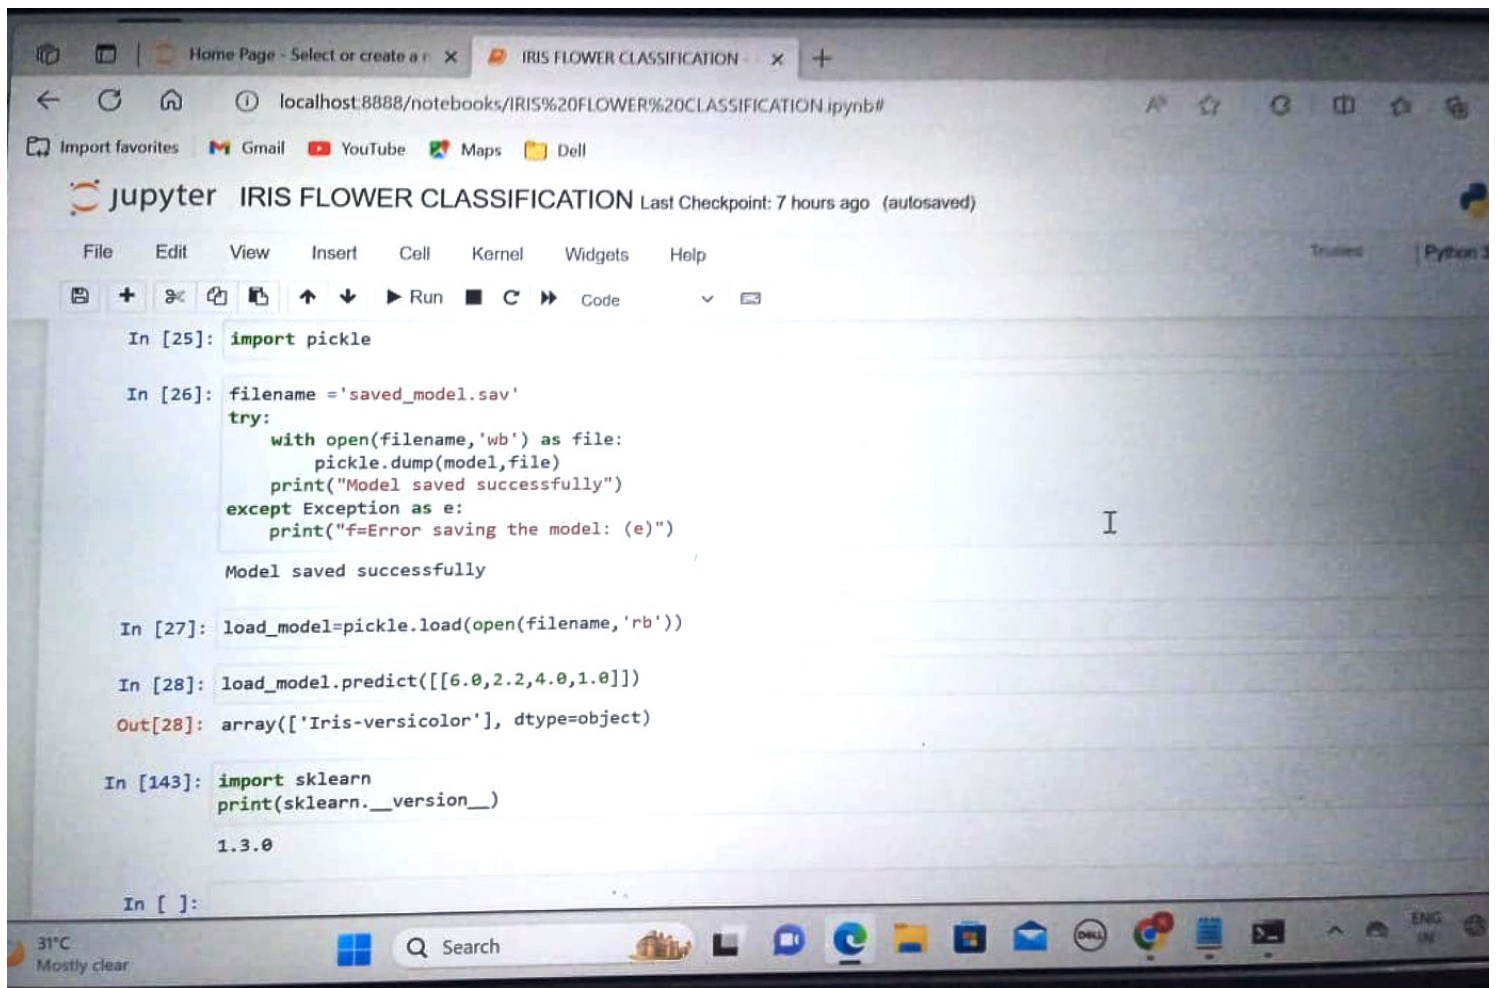 Home Page - Select or create a n
IRIS FLOWER CLASSIFICATION -
localhost:8888/notebooks/IRIS%20FLOWER%20CLASSIFICATION.ipynb#
Import favorites Gmail YouTube Maps Dell
jupyter IRIS FLOWER CLASSIFICATION Last Checkpoint: 7 hours ago (autosaved)
File Edit View Insert Cell Kernel Widgets Help Trusted Python 3
Run Code
In [25]: import pickle
In [26]: filename ='saved_model.sav'
try:
with open(filename,'wb') as file:
pickle.dump(model,file)
print("Model saved successfully")
except Exception as e:
print("f=Error saving the model: (e)")
Model saved successfully
In [27]: load_model=pickle.load(open(filename,'rb'))
In [28]: load_model.predict([[6.0,2.2,4.0,1.0]])
Out[28]: array(['Iris-versicolor'], dtype=object)
In [143]: import sklearn
print(sklearn.__version__)
1.3.0
In [ ]:
31°C
Mostly clear
Search
DELL
ENG
IN